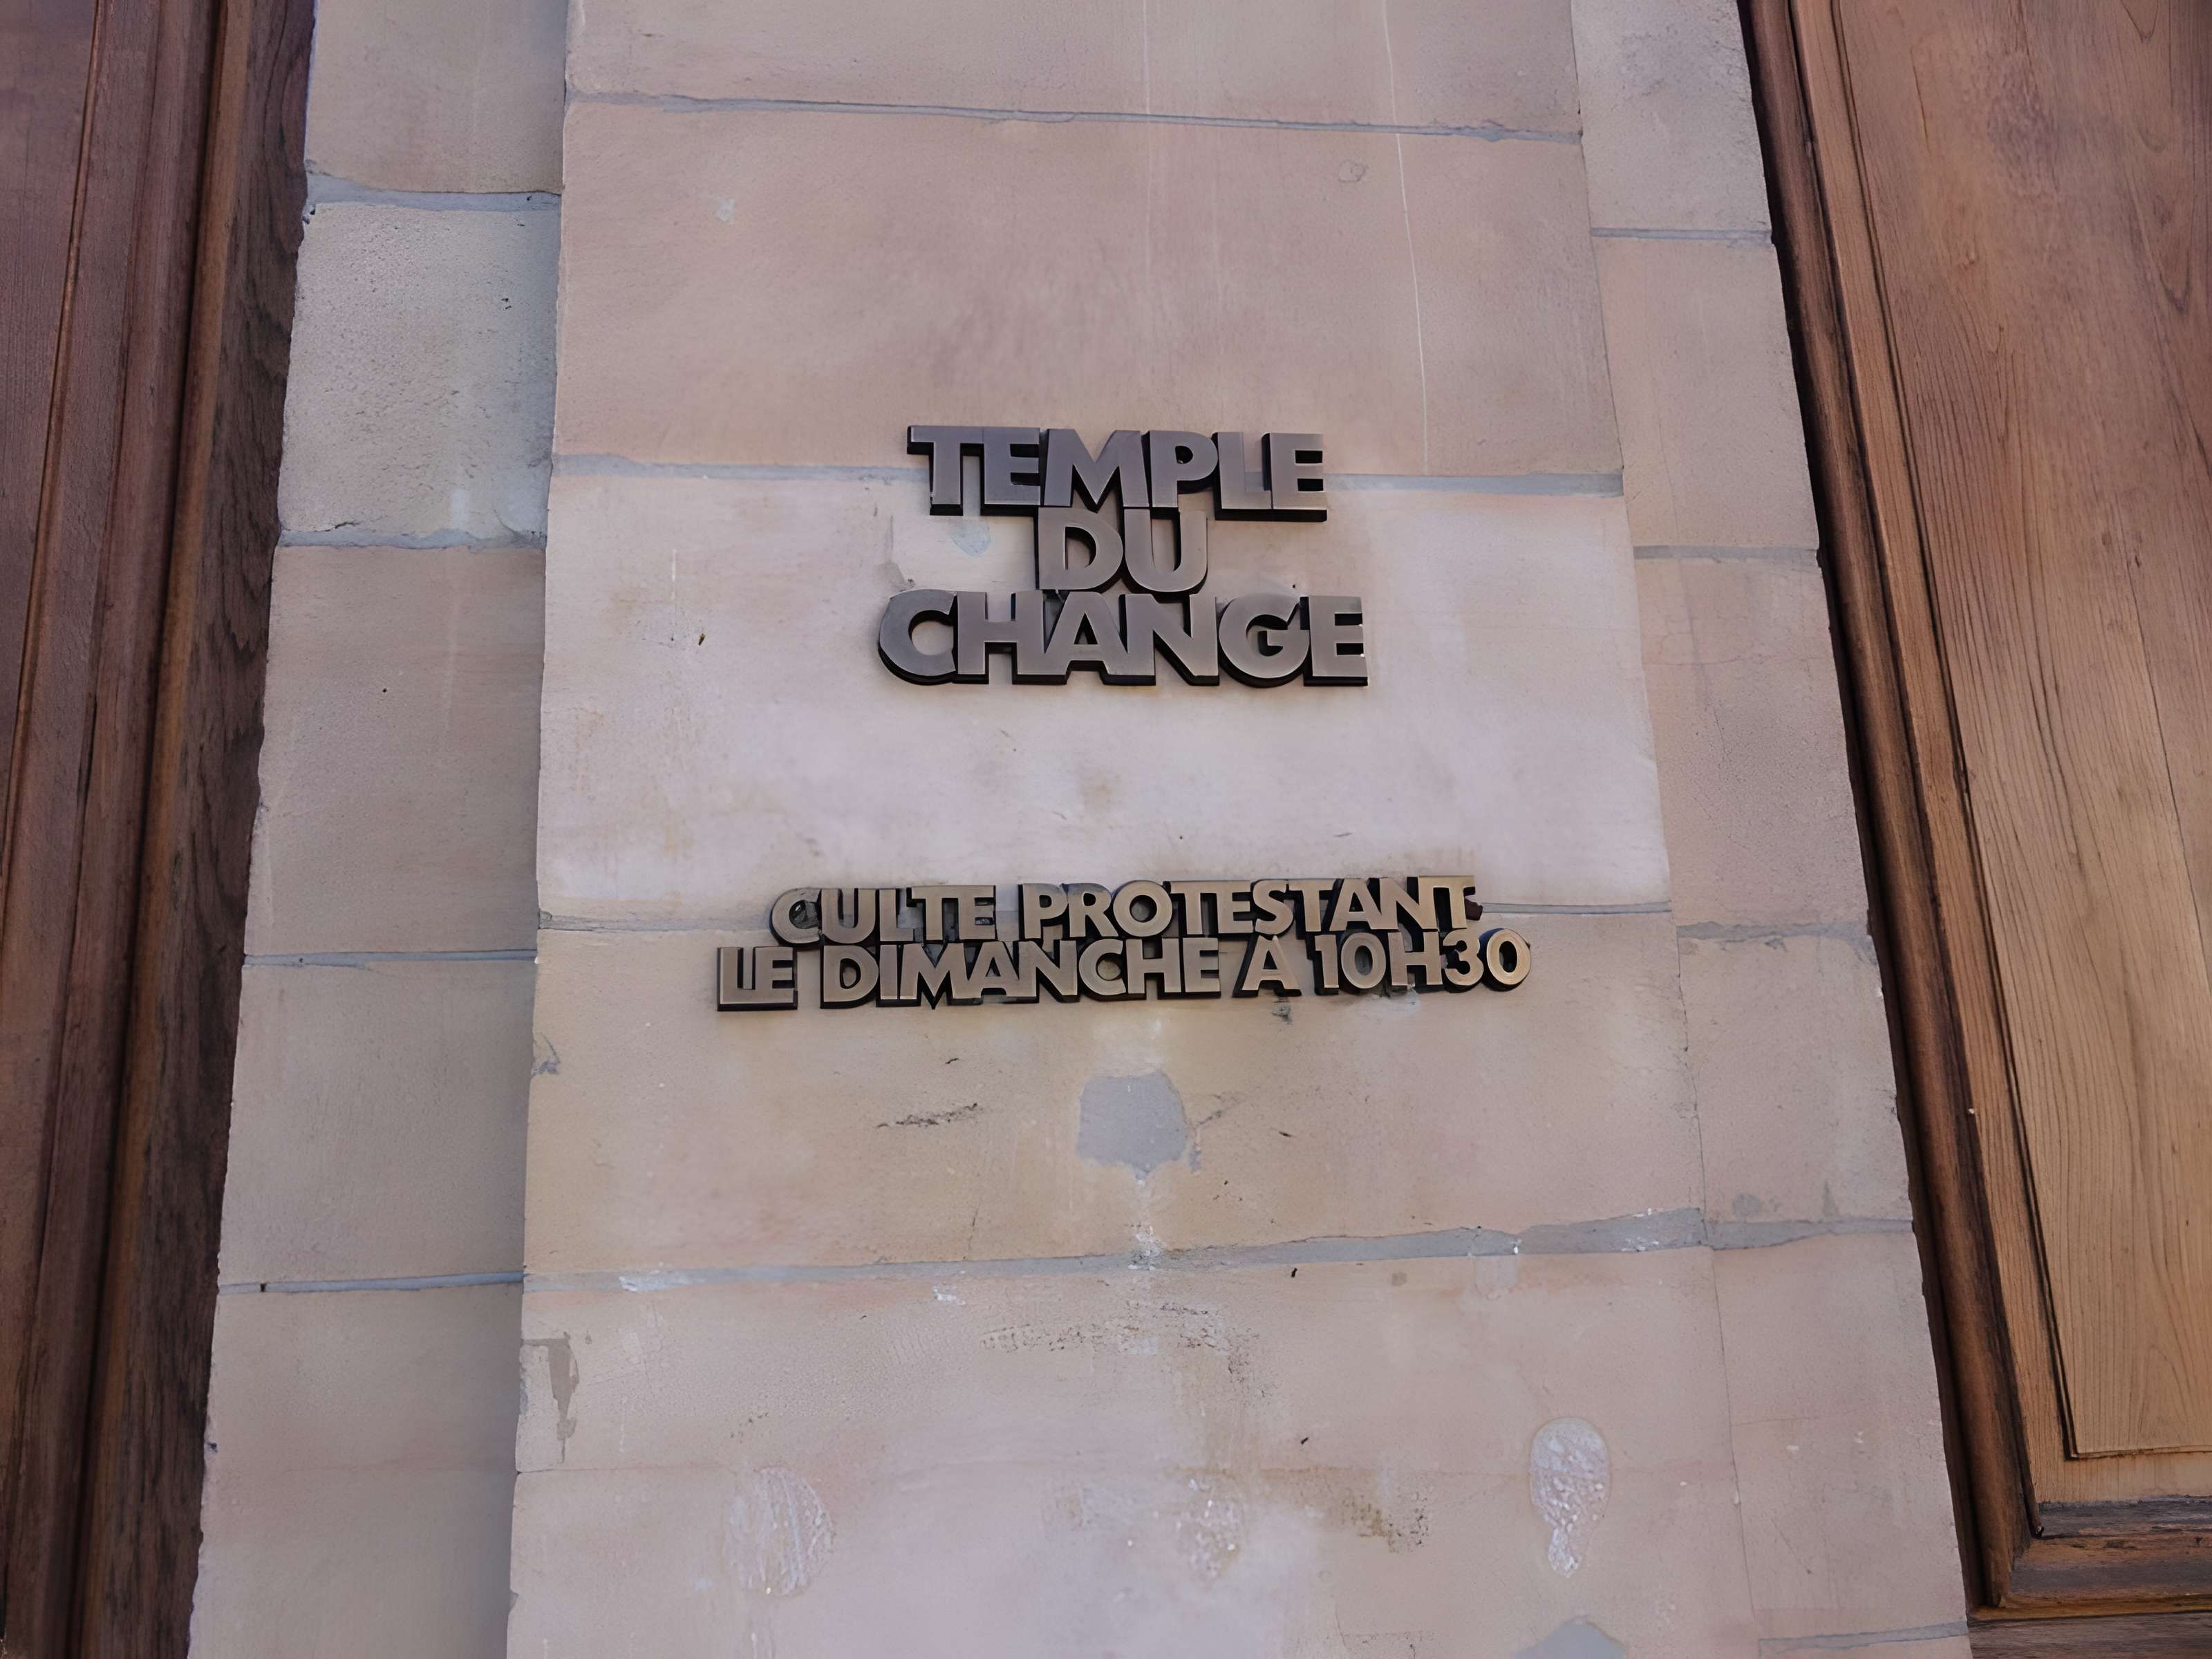 TEMPLE
DU
CHANGE
CULTE PROTESTANT
LE DIMANCHE A 10H30